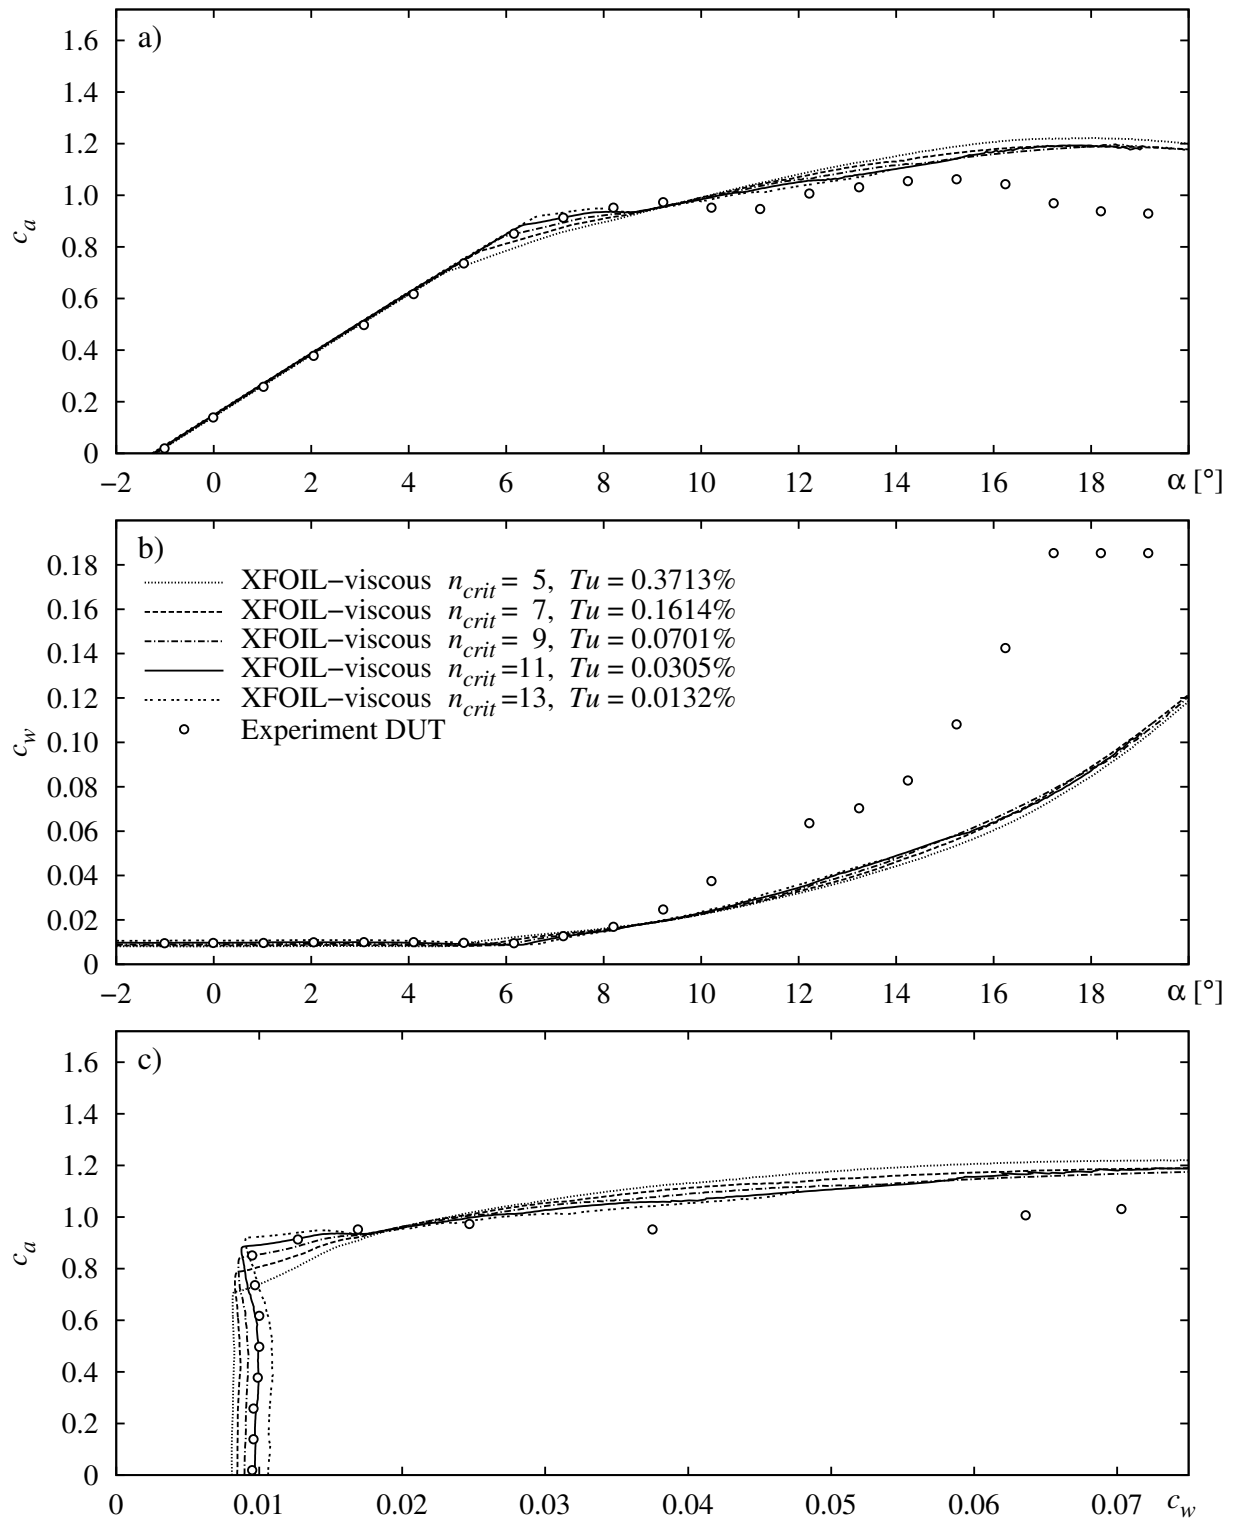 a)
1.6
1.4
1.2
1.0
0.8
0.6
0.4
0.2
0
c_a
−2 0 2 4 6 8 10 12 14 16 18 α [°]
b)
0.18
0.16
0.14
0.12
0.10
0.08
0.06
0.04
0.02
0
c_w
XFOIL−viscous n_crit = 5, Tu = 0.3713%
XFOIL−viscous n_crit = 7, Tu = 0.1614%
XFOIL−viscous n_crit = 9, Tu = 0.0701%
XFOIL−viscous n_crit =11, Tu = 0.0305%
XFOIL−viscous n_crit =13, Tu = 0.0132%
Experiment DUT
−2 0 2 4 6 8 10 12 14 16 18 α [°]
c)
1.6
1.4
1.2
1.0
0.8
0.6
0.4
0.2
0
c_a
0 0.01 0.02 0.03 0.04 0.05 0.06 0.07 c_w